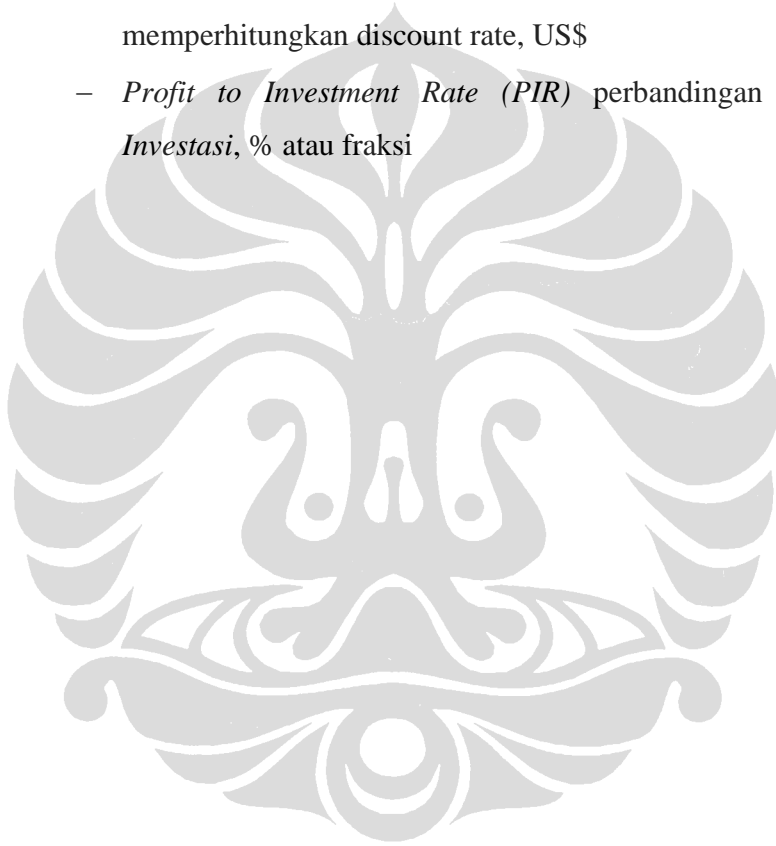 memperhitungkan discount rate, US$
– Profit to Investment Rate (PIR) perbandingan
Investasi, % atau fraksi